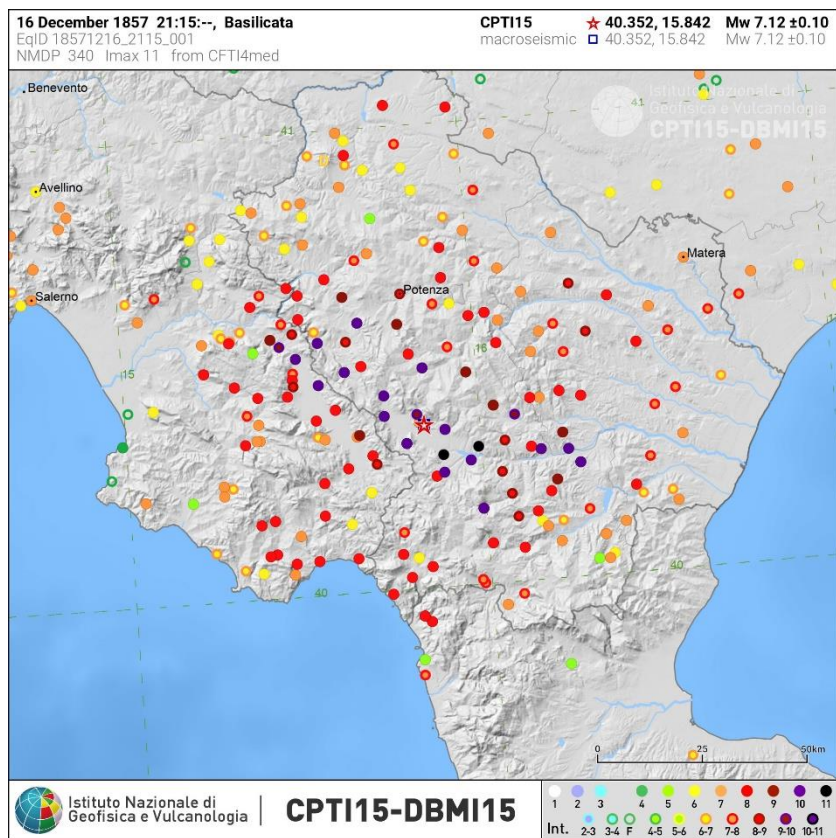 16 December 1857 21:15:--, Basilicata
EqID 18571216_2115_001
NMDP 340 Imax 11 from CFTI4med
CPTI15 40.352, 15.842 Mw 7.12 ±0.10
macroseismic 40.352, 15.842 Mw 7.12 ±0.10
Benevento
Istituto Nazionale di
Geofisica e Vulcanologia
CPTI15-DBMI15
41
41
Avellino
Matera
Salerno
Potenza
15
16
40
40
0 25 50km
Istituto Nazionale di
Geofisica e Vulcanologia
CPTI15-DBMI15
1 2 3 4 5 6 7 8 9 10 11
Int. 2-3 3-4 F 4-5 5-6 6-7 7-8 8-9 9-10 10-11